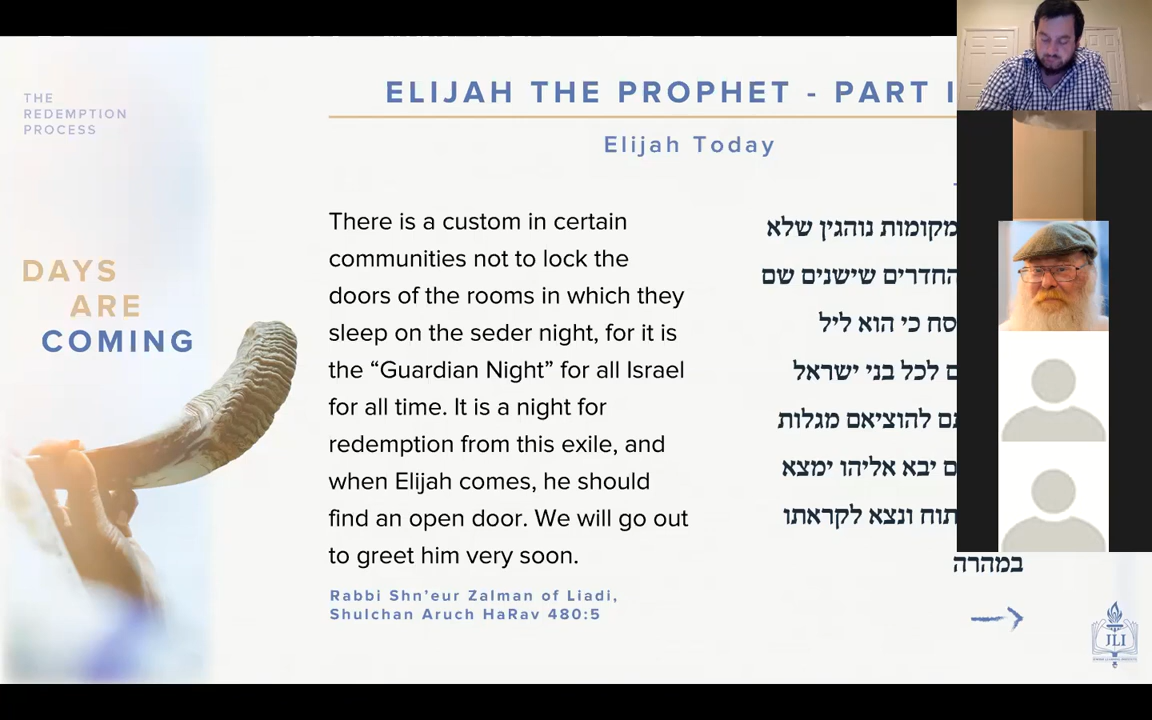 THE
REDEMPTION
PROCESS
DAYS
ARE
COMING
ELIJAH THE PROPHET - PART I
Elijah Today
There is a custom in certain
communities not to lock the
doors of the rooms in which they
sleep on the seder night, for it is
the “Guardian Night” for all Israel
for all time. It is a night for
redemption from this exile, and
when Elijah comes, he should
find an open door. We will go out
to greet him very soon.
Rabbi Shn’eur Zalman of Liadi,
Shulchan Aruch HaRav 480:5
מקומות נוהגין שלא
החדרים שישנים שם
כי הוא ליל
לכל בני ישראל
להוציאם מגלות
יבא אליהו ימצא
ונצא לקראתו
במהרה
JLI